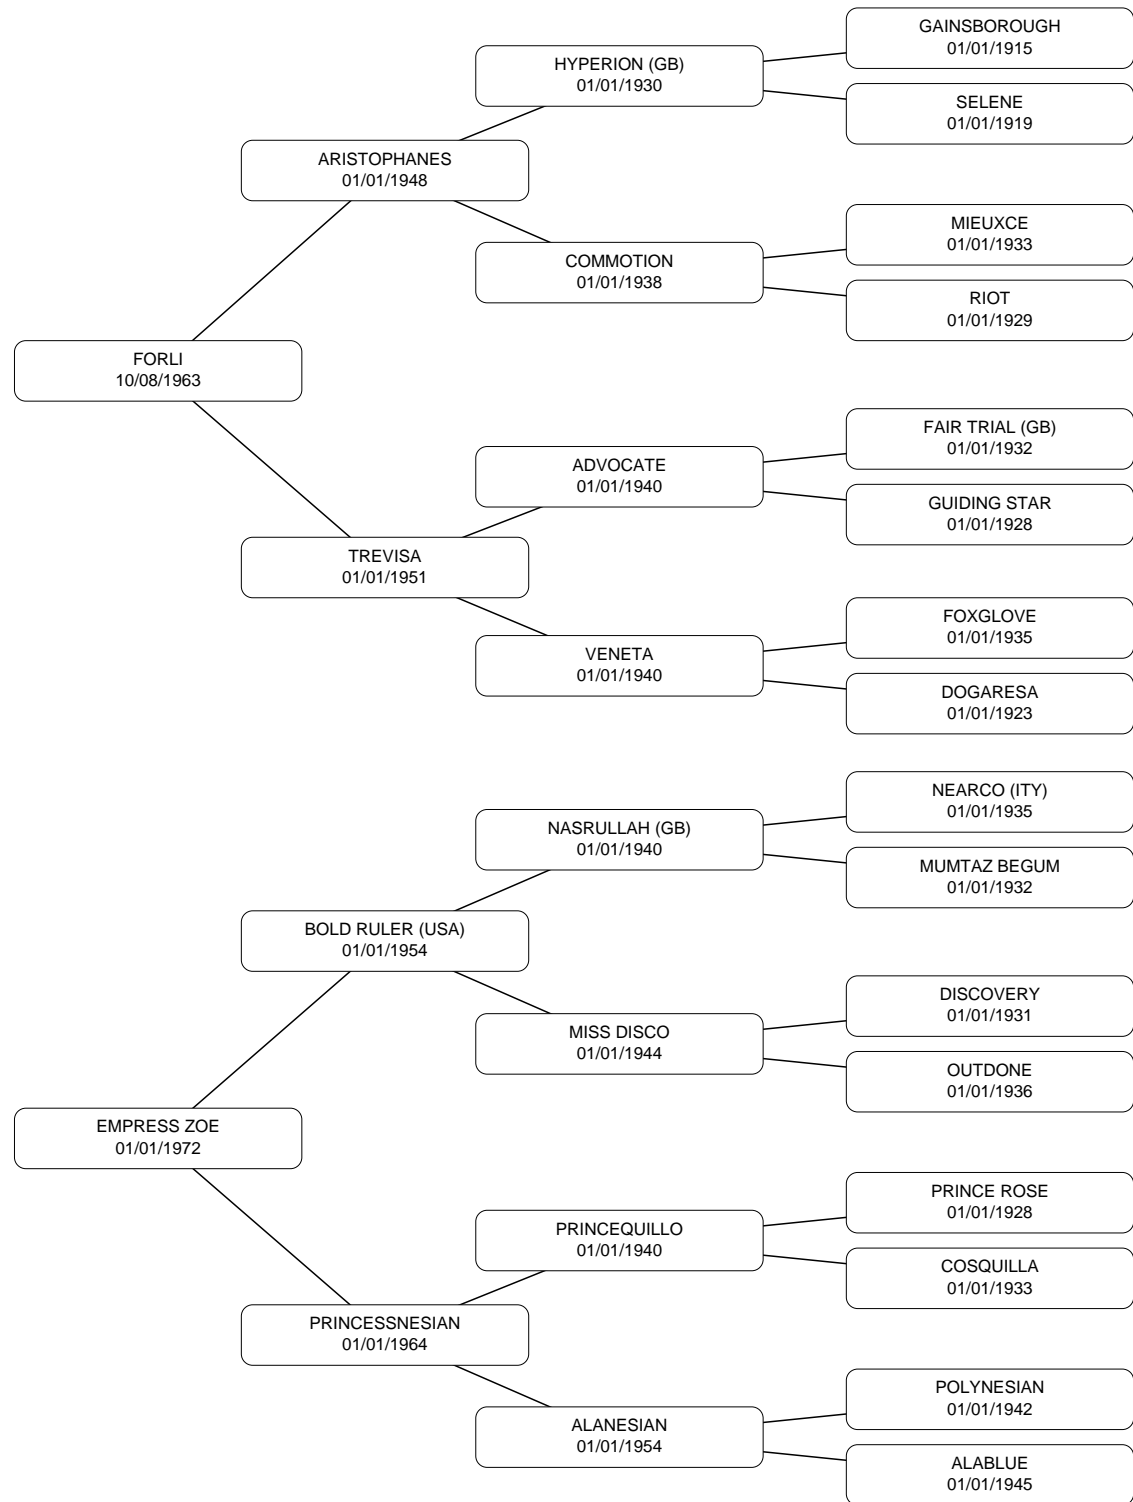 GAINSBOROUGH
01/01/1915
HYPERION (GB)
01/01/1930
SELENE
01/01/1919
ARISTOPHANES
01/01/1948
MIEUXCE
01/01/1933
COMMOTION
01/01/1938
RIOT
01/01/1929
FORLI
10/08/1963
FAIR TRIAL (GB)
01/01/1932
ADVOCATE
01/01/1940
GUIDING STAR
01/01/1928
TREVISA
01/01/1951
FOXGLOVE
01/01/1935
VENETA
01/01/1940
DOGARESA
01/01/1923
NEARCO (ITY)
01/01/1935
NASRULLAH (GB)
01/01/1940
MUMTAZ BEGUM
01/01/1932
BOLD RULER (USA)
01/01/1954
DISCOVERY
01/01/1931
MISS DISCO
01/01/1944
OUTDONE
01/01/1936
EMPRESS ZOE
01/01/1972
PRINCE ROSE
01/01/1928
PRINCEQUILLO
01/01/1940
COSQUILLA
01/01/1933
PRINCESSNESIAN
01/01/1964
POLYNESIAN
01/01/1942
ALANESIAN
01/01/1954
ALABLUE
01/01/1945